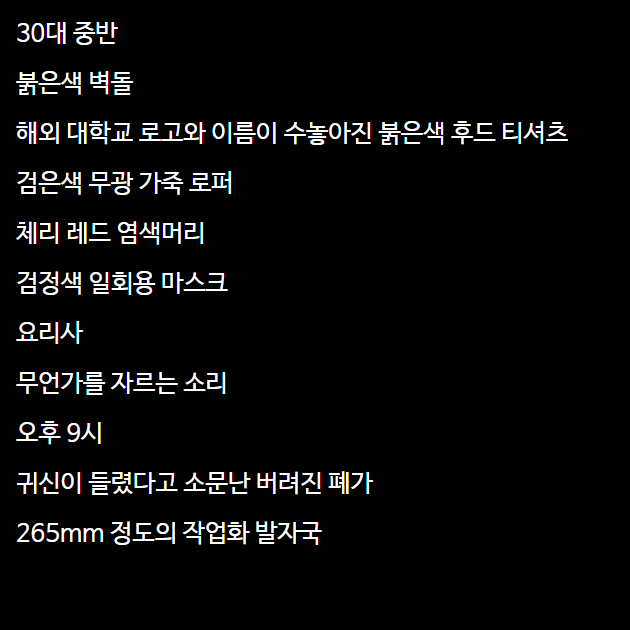 30대 중반
붉은색 벽돌
해외 대학교 로고와 이름이 수놓아진 붉은색 후드 티셔츠
검은색 무광 가죽 로퍼
체리 레드 염색머리
검정색 일회용 마스크
요리사
무언가를 자르는 소리
오후 9시
귀신이 들렸다고 소문난 버려진 폐가
265mm 정도의 작업화 발자국